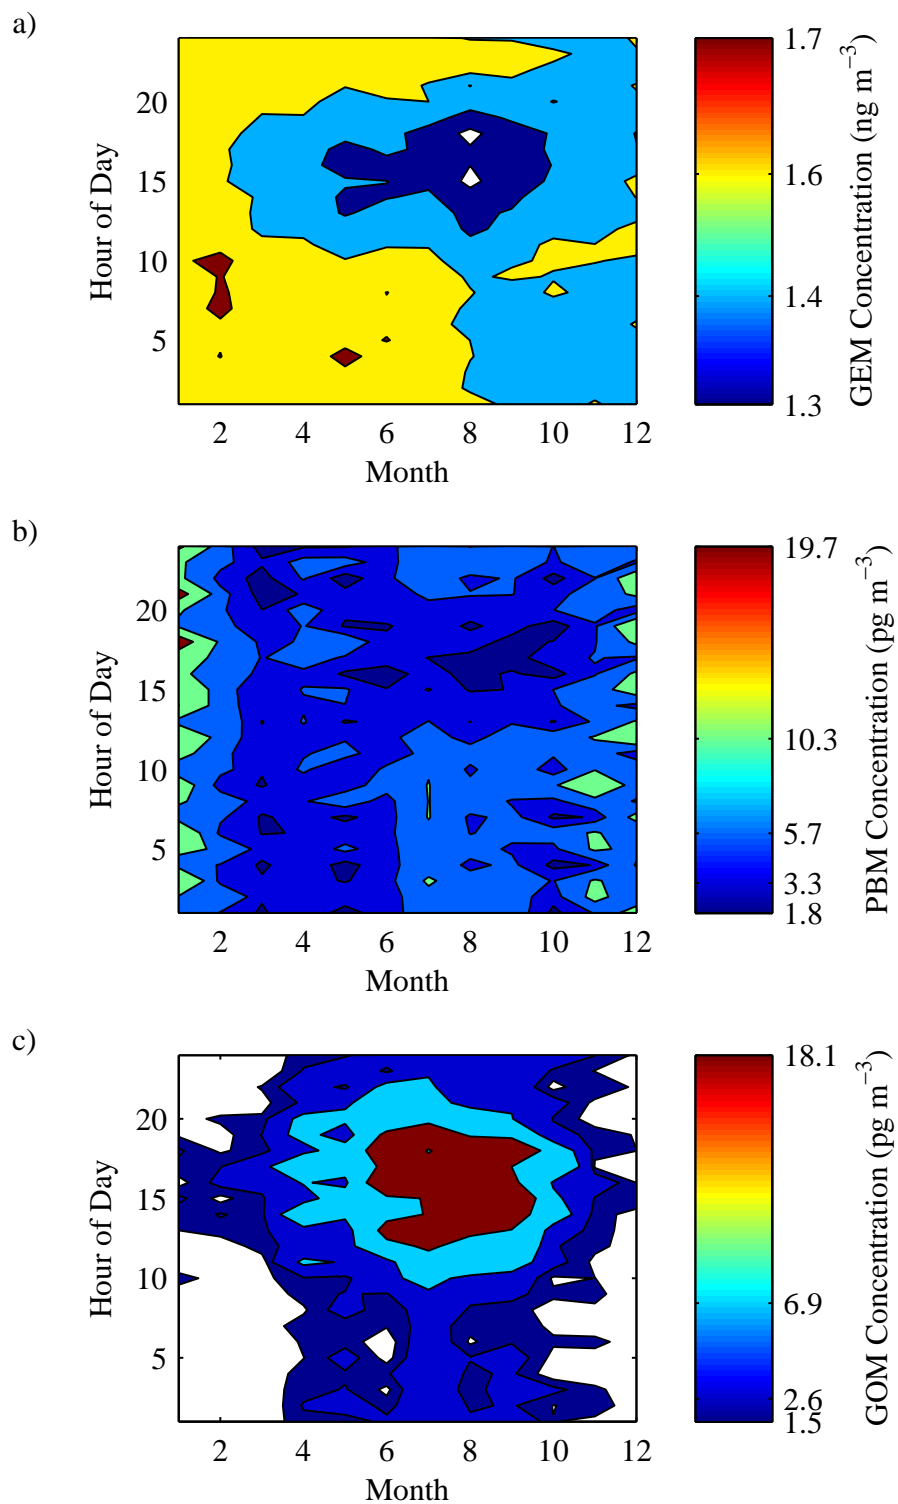 a)
1.7
1.6
1.4
1.3
GEM Concentration (ng m−3)
20
15
10
5
Hour of Day
2 4 6 8 10 12
Month
b)
19.7
10.3
5.7
3.3
1.8
PBM Concentration (pg m−3)
20
15
10
5
Hour of Day
2 4 6 8 10 12
Month
c)
18.1
6.9
2.6
1.5
GOM Concentration (pg m−3)
20
15
10
5
Hour of Day
2 4 6 8 10 12
Month